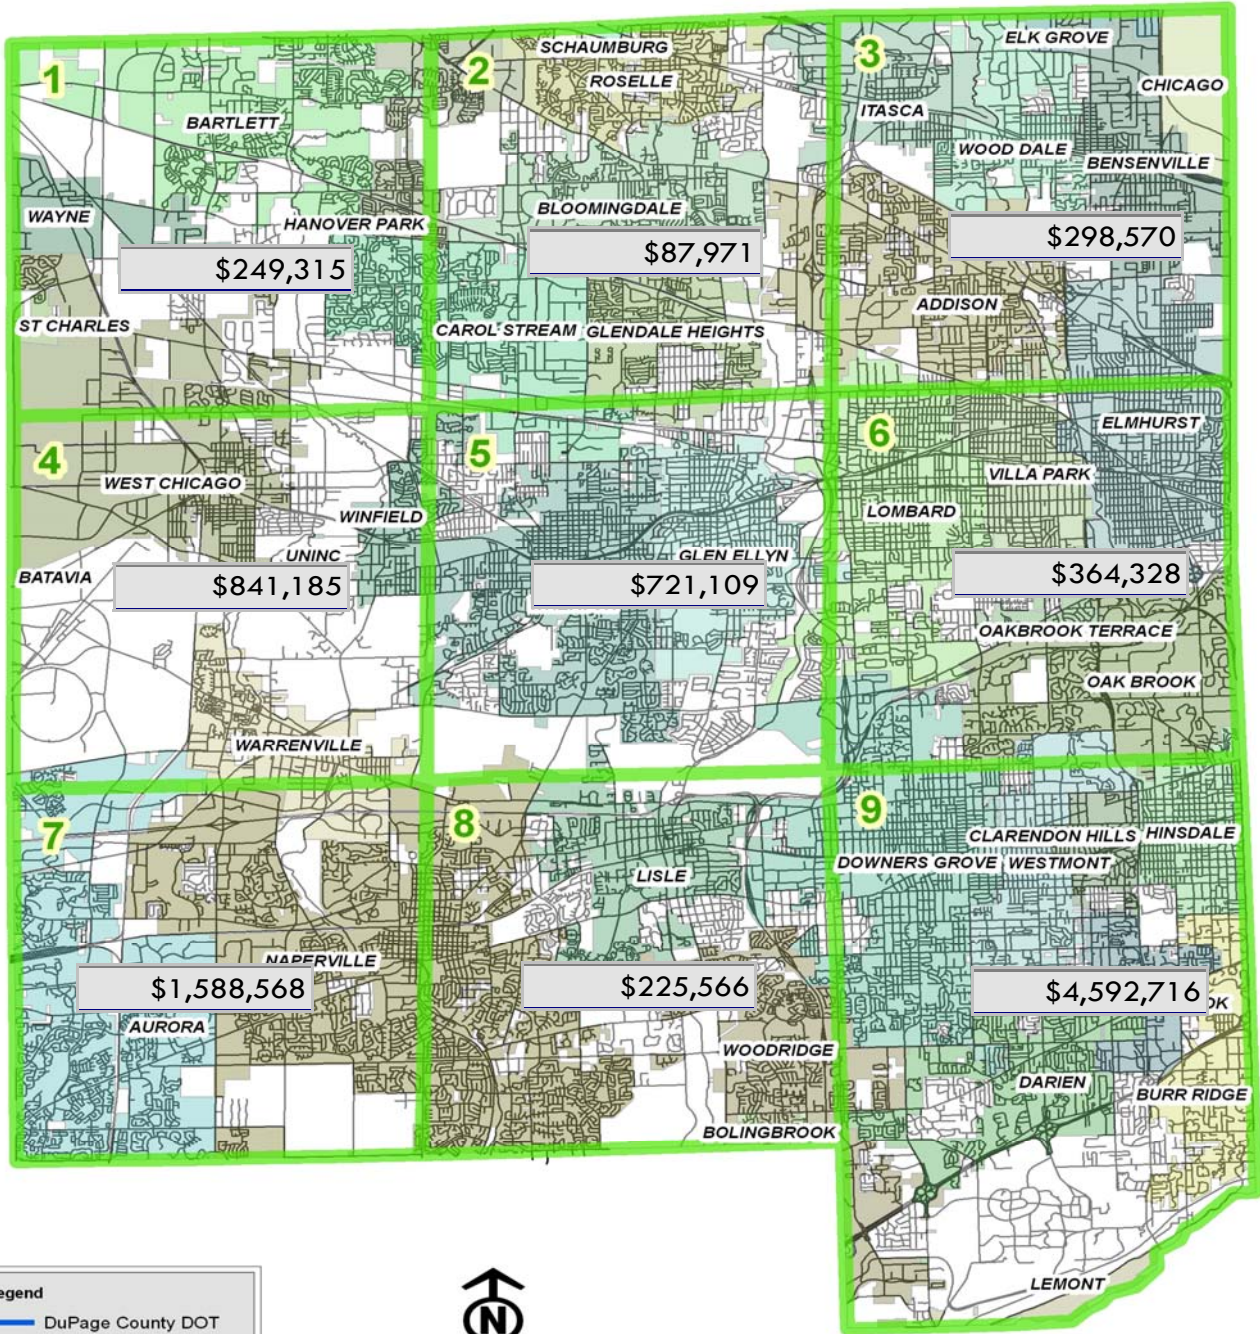 1
2
SCHAUMBURG
ROSELLE
3
ELK GROVE
CHICAGO
ITASCA
BARTLETT
WOOD DALE
BENSENVILLE
WAYNE
HANOVER PARK
BLOOMINGDALE
$249,315
$87,971
$298,570
ADDISON
ST CHARLES
CAROL STREAM
GLENDALE HEIGHTS
4
5
6
ELMHURST
WEST CHICAGO
VILLA PARK
WINFIELD
LOMBARD
UNINC
GLEN ELLYN
BATAVIA
$841,185
$721,109
$364,328
OAKBROOK TERRACE
OAK BROOK
WARRENVILLE
7
8
9
CLARENDON HILLS
HINSDALE
DOWNERS GROVE
WESTMONT
LISLE
NAPERVILLE
$1,588,568
$225,566
$4,592,716
OK
AURORA
WOODRIDGE
DARIEN
BURR RIDGE
BOLINGBROOK
LEMONT
egend
DuPage County DOT
N